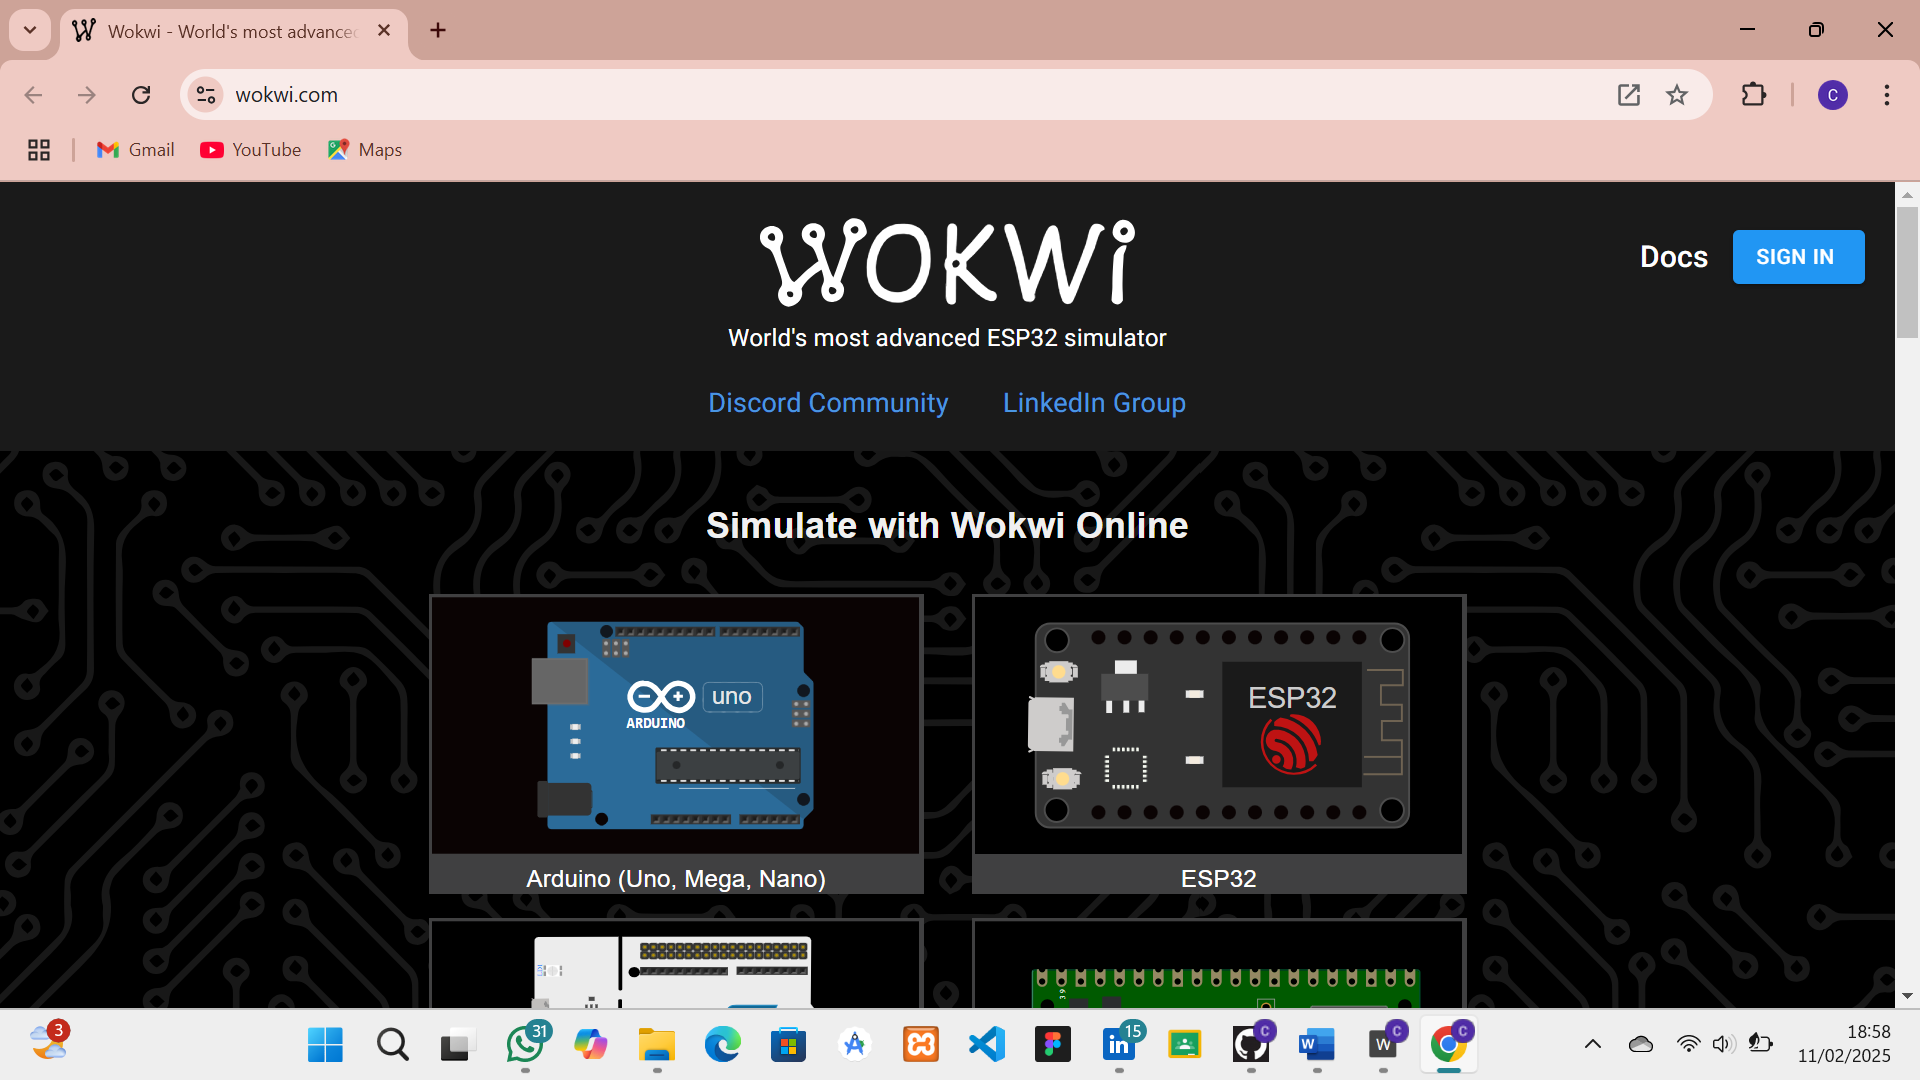 Wokwi - World's most advanced
wokwi.com
C
Gmail
YouTube
Maps
WOKWi
Docs
SIGN IN
World's most advanced ESP32 simulator
Discord Community
LinkedIn Group
Simulate with Wokwi Online
uno
ARDUINO
ESP32
Arduino (Uno, Mega, Nano)
ESP32
39
3
31
15
C
W
C
W
C
18:58
11/02/2025